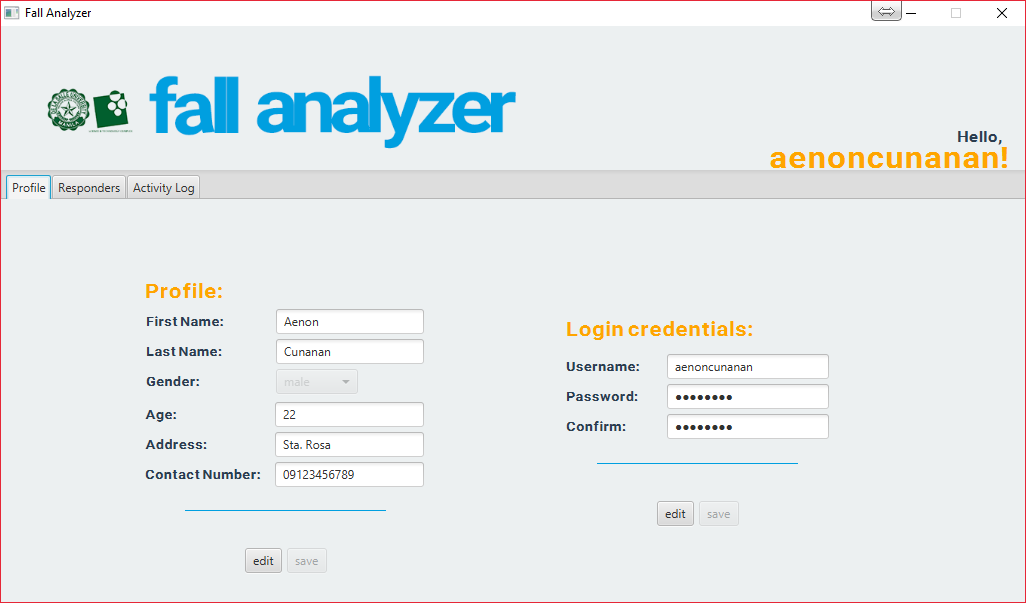 Fall Analyzer
fall analyzer
Hello,
aenoncunanan!
Profile
Responders
Activity Log
Profile:
First Name: Aenon
Last Name: Cunanan
Gender: male
Age: 22
Address: Sta. Rosa
Contact Number: 09123456789
edit save
Login credentials:
Username: aenoncunanan
Password: ●●●●●●●●
Confirm: ●●●●●●●●
edit save